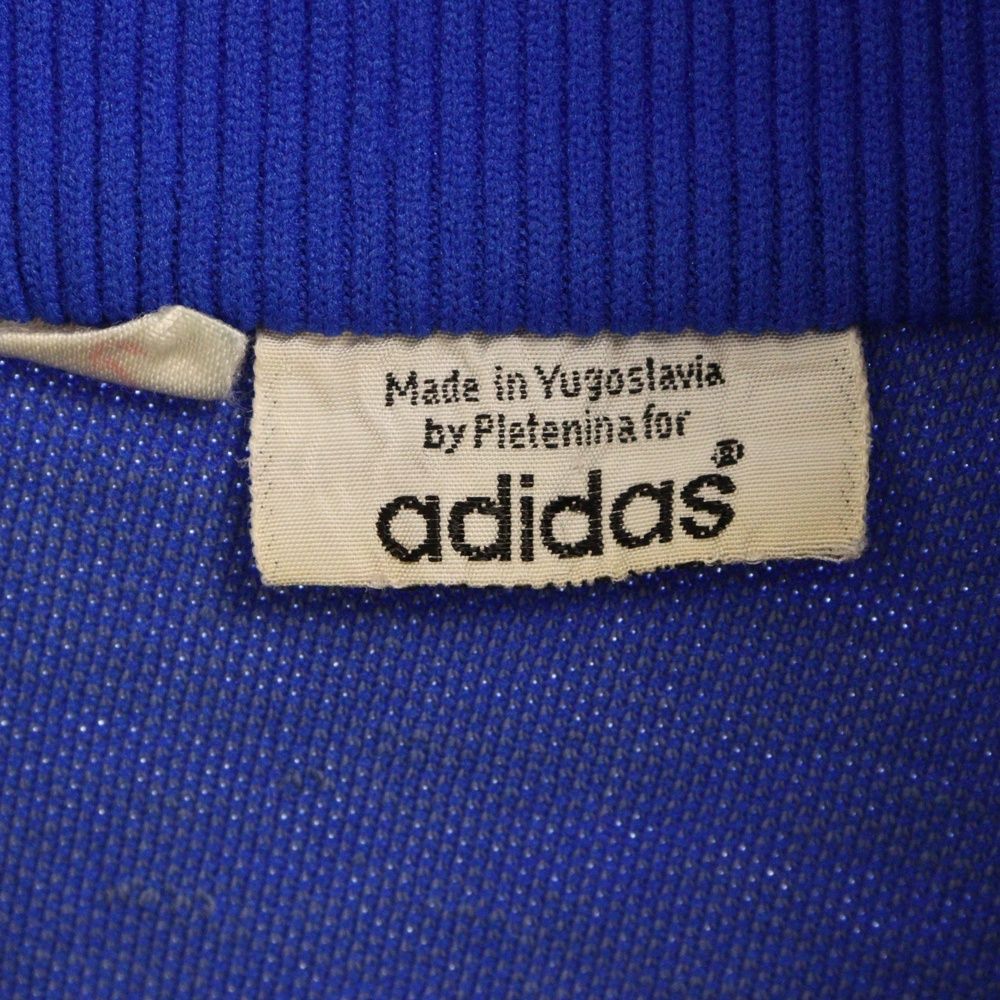 Made in Yugoslavia
by Pletenina for
adidas®